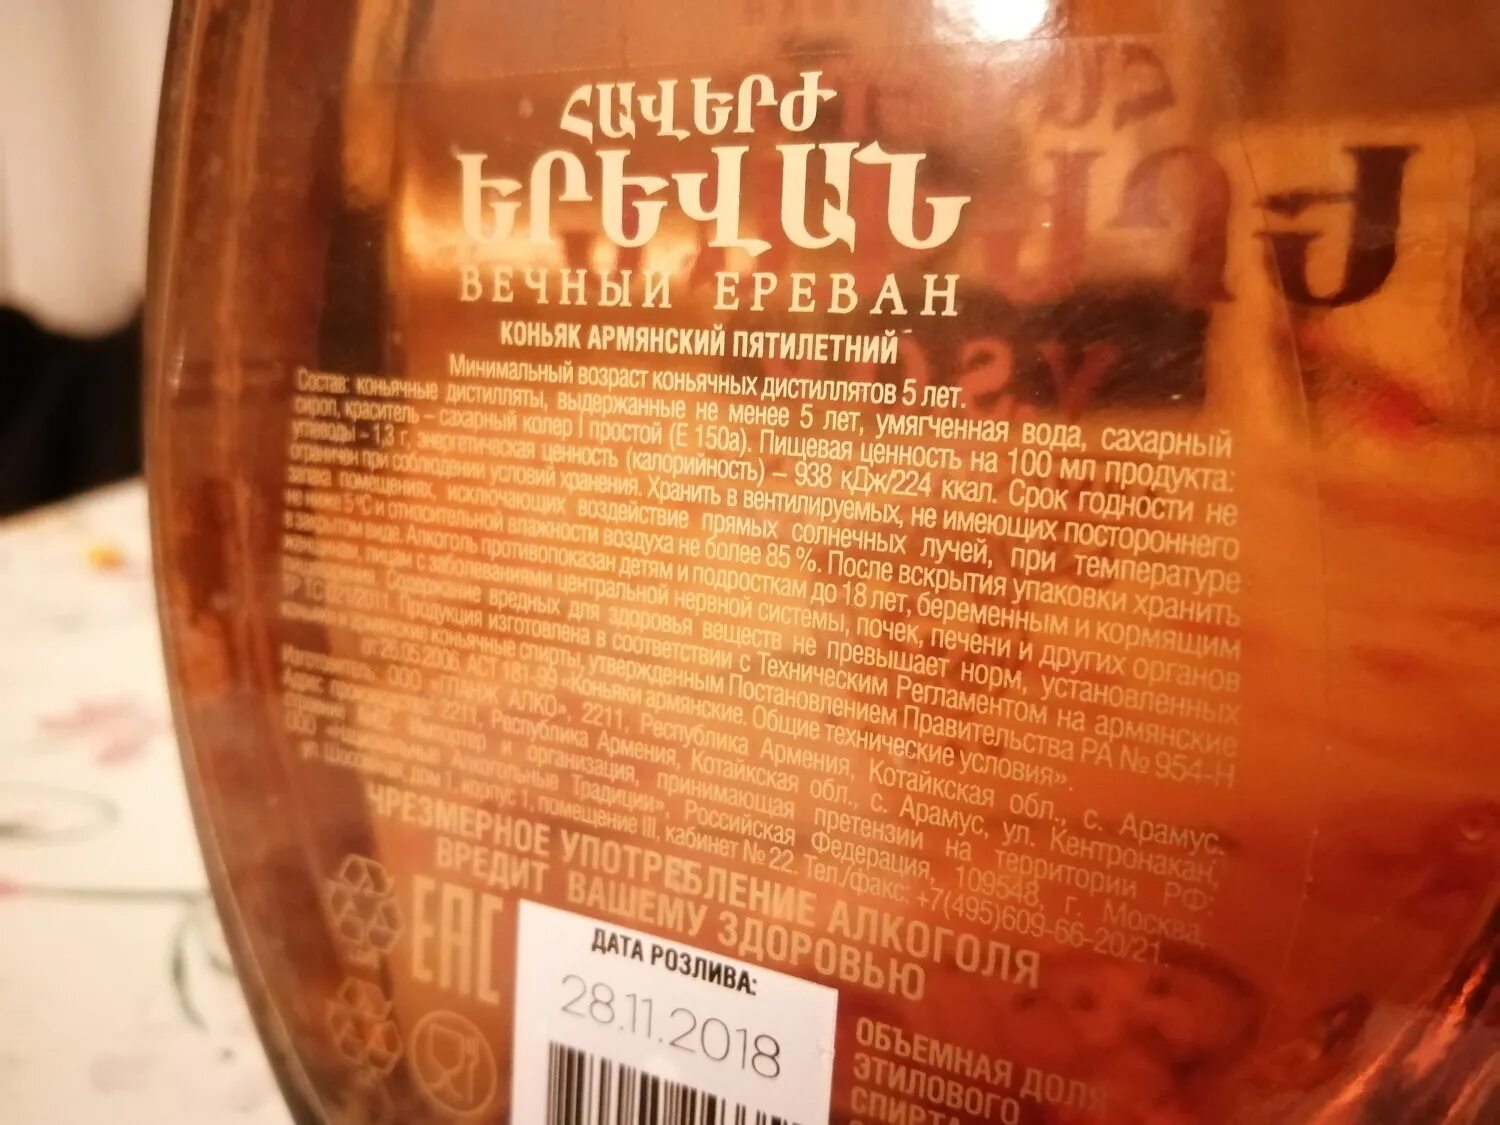 ՀԱՎԵՐԺ
ԵՐԵՎԱՆ
ВЕЧНЫЙ ЕРЕВАН
КОНЬЯК АРМЯНСКИЙ ПЯТИЛЕТНИЙ
Минимальный возраст коньячных дистиллятов 5 лет.
Состав: коньячные дистилляты, выдержанные не менее 5 лет, умягченная вода, сахарный
сироп, краситель – сахарный колер I простой (Е 150а). Пищевая ценность на 100 мл продукта:
углеводы - 1,3 г, энергетическая ценность (калорийность) – 938 кДж/224 ккал. Срок годности не
ограничен при соблюдении условий хранения. Хранить в вентилируемых, не имеющих постороннего
запаха помещениях, исключающих воздействие прямых солнечных лучей, при температуре
не ниже 5 °С и относительной влажности воздуха не более 85 %. После вскрытия упаковки хранить
в закрытом виде. Алкоголь противопоказан детям и подросткам до 18 лет, беременным и кормящим
женщинам, лицам с заболеваниями центральной нервной системы, почек, печени и других органов
пищеварения. Содержание вредных для здоровья веществ не превышает норм, установленных
ТР ТС 021/2011. Продукция изготовлена в соответствии с Техническим Регламентом на армянские
коньяки и армянские коньячные спирты, утвержденным Постановлением Правительства РА № 954-Н
от 26.05.2006, АСТ 181-99 «Коньяки армянские. Общие технические условия».
Изготовитель: ООО АЛКО», 2211, Республика Армения, Котайкская обл., с. Арамус.
Адрес производства: 2211, Республика Армения, Котайкская обл., с. Арамус, ул. Кентронакан,
строение Импортер и организация, принимающая претензии на территории РФ:
ООО «Национальные Алкогольные Традиции», Российская Федерация, 109548, г. Москва,
ул. Шоссейная, дом 1, корпус 1, помещение III, кабинет № 22. Тел./факс: +7(495)609-66-20/21.
ЧРЕЗМЕРНОЕ УПОТРЕБЛЕНИЕ АЛКОГОЛЯ
ВРЕДИТ ВАШЕМУ ЗДОРОВЬЮ
ЕАС
ДАТА РОЗЛИВА:
28.11.2018
ОБЪЕМНАЯ ДОЛЯ
ЭТИЛОВОГО
СПИРТА